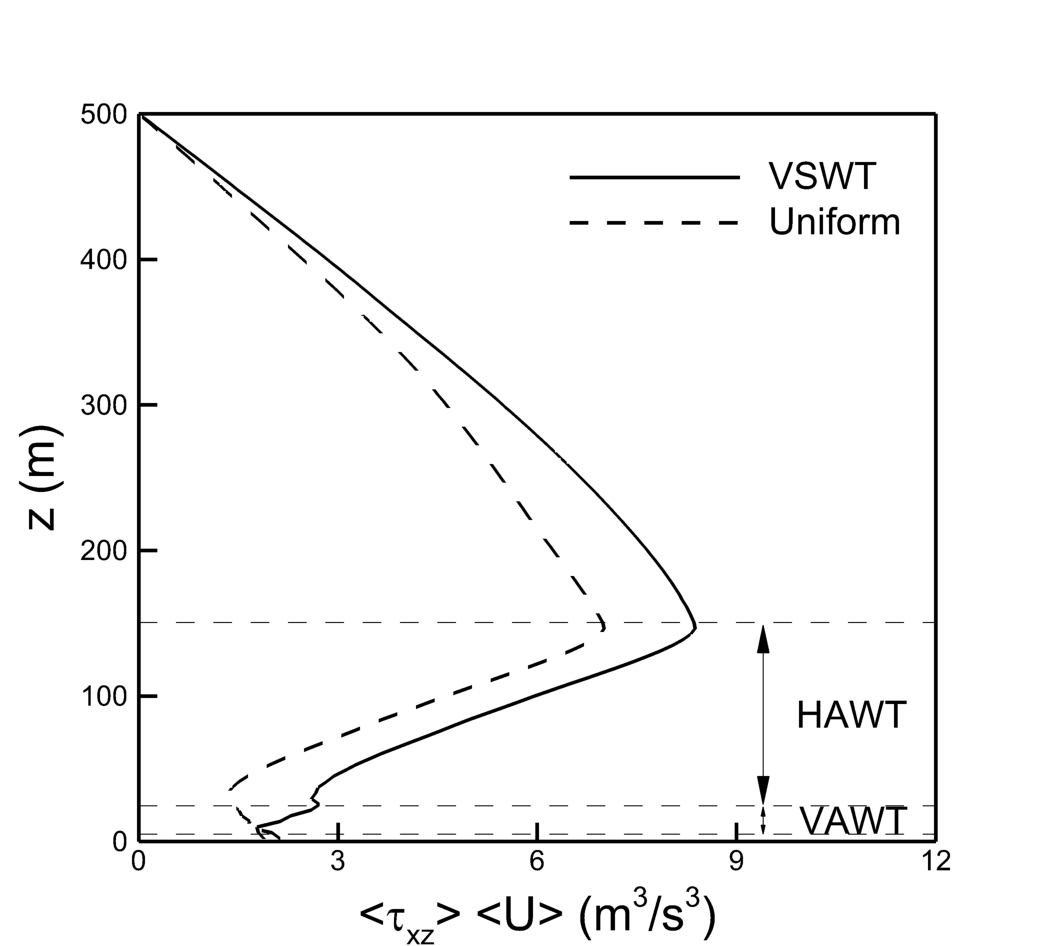 500
400
300
200
100
0
z (m)
VSWT
Uniform
HAWT
VAWT
0 3 6 9 12
<τxz> <U> (m³/s³)